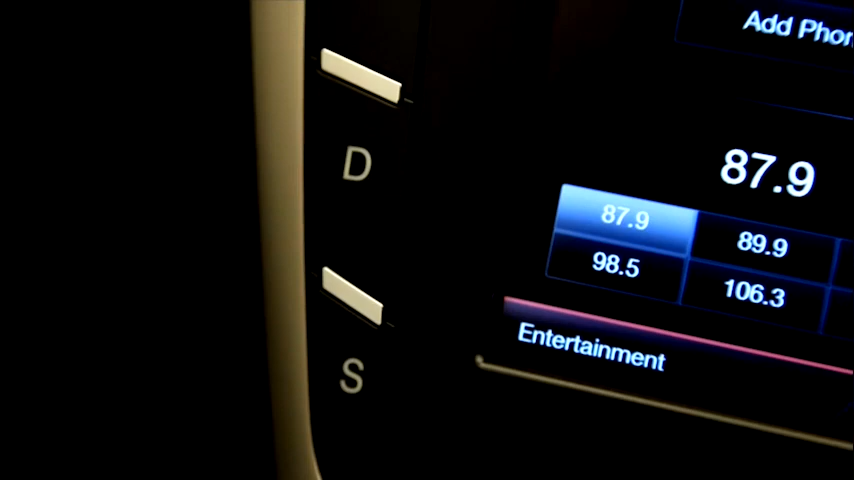 Add Phon
D
87.9
87.9 89.9
98.5 106.3
Entertainment
S